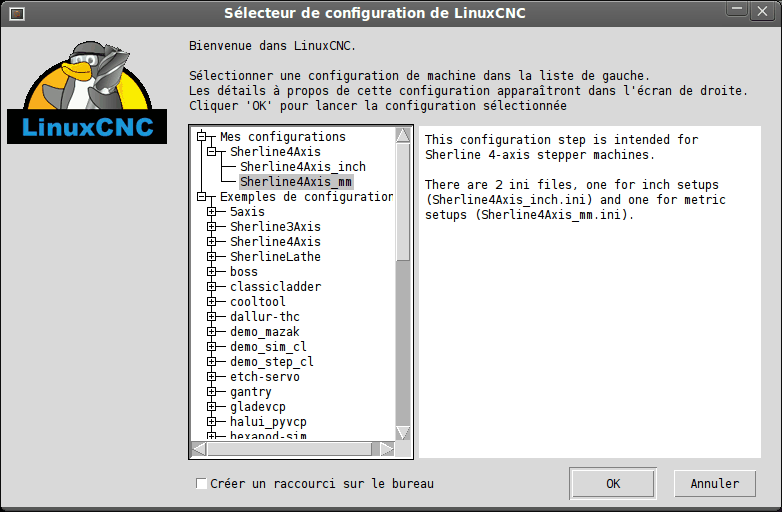 Sélecteur de configuration de LinuxCNC
LinuxCNC
Bienvenue dans LinuxCNC.
Sélectionner une configuration de machine dans la liste de gauche.
Les détails à propos de cette configuration apparaîtront dans l'écran de droite.
Cliquer 'OK' pour lancer la configuration sélectionnée
Mes configurations
Sherline4Axis
Sherline4Axis_inch
Sherline4Axis_mm
Exemples de configuration
5axis
Sherline3Axis
Sherline4Axis
SherlineLathe
boss
classicladder
cooltool
dallur-thc
demo_mazak
demo_sim_cl
demo_step_cl
etch-servo
gantry
gladevcp
halui_pyvcp
hexapod-sim
This configuration step is intended for
Sherline 4-axis stepper machines.
There are 2 ini files, one for inch setups
(Sherline4Axis_inch.ini) and one for metric
setups (Sherline4Axis_mm.ini).
Créer un raccourci sur le bureau
OK
Annuler